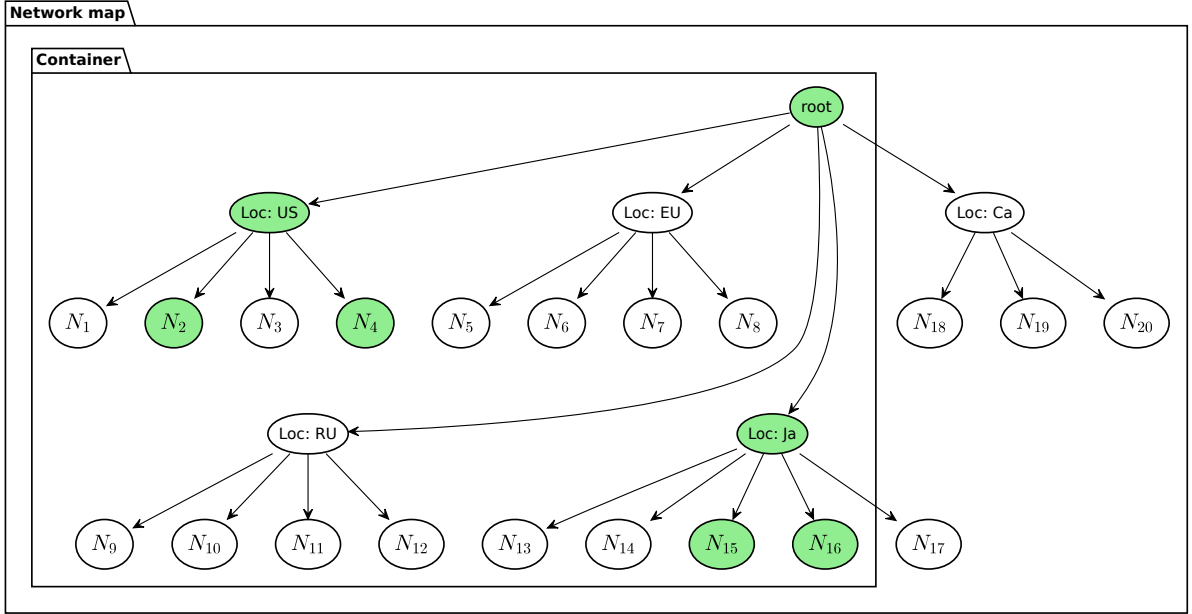 Network map
Container
root
Loc: US
Loc: EU
Loc: Ca
N1
N2
N3
N4
N5
N6
N7
N8
N18
N19
N20
Loc: RU
Loc: Ja
N9
N10
N11
N12
N13
N14
N15
N16
N17